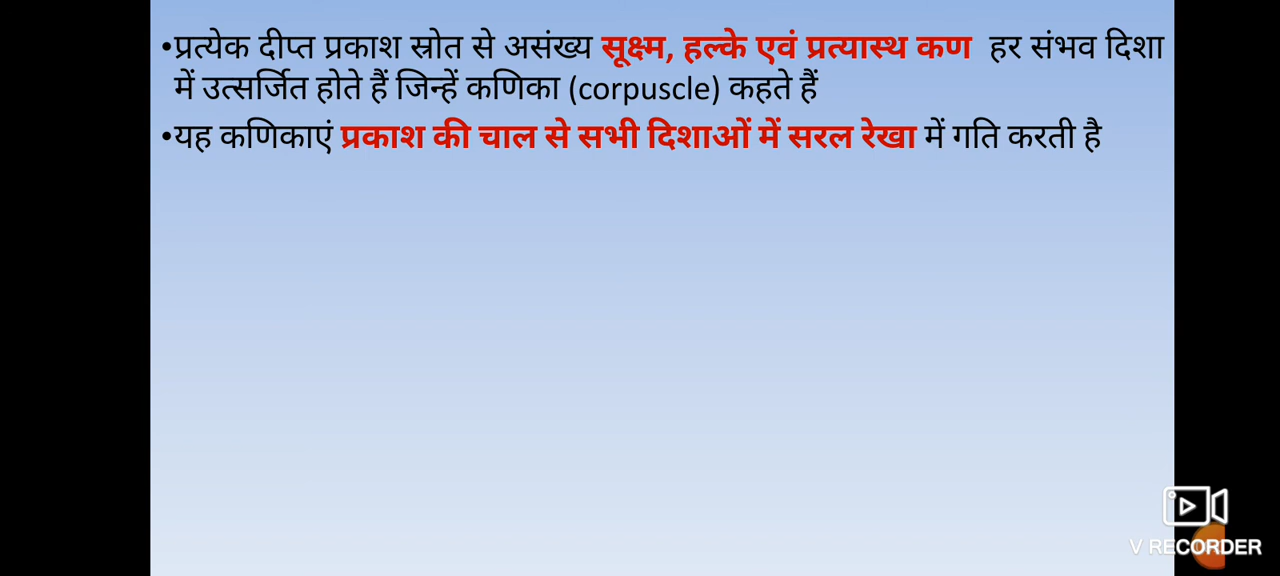 •प्रत्येक दीप्त प्रकाश स्रोत से असंख्य सूक्ष्म, हल्के एवं प्रत्यास्थ कण हर संभव दिशा
में उत्सर्जित होते हैं जिन्हें कणिका (corpuscle) कहते हैं
•यह कणिकाएं प्रकाश की चाल से सभी दिशाओं में सरल रेखा में गति करती है
V RECORDER